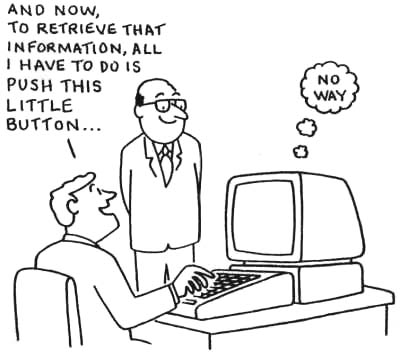 AND NOW,
TO RETRIEVE THAT
INFORMATION, ALL
I HAVE TO DO IS
PUSH THIS
LITTLE
BUTTON...
NO
WAY